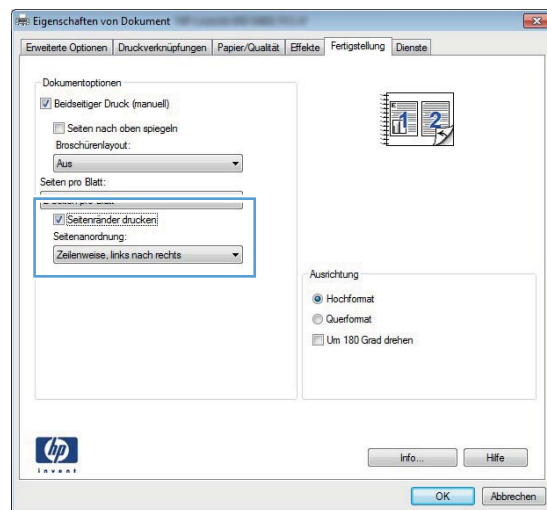 Eigenschaften von Dokument
Erweiterte Optionen Druckverknüpfungen Papier/Qualität Effekte Fertigstellung Dienste
Dokumentoptionen
Beidseitiger Druck (manuell)
Seiten nach oben spiegeln
Broschürenlayout:
Aus
Seiten pro Blatt:
Seitenränder drucken
Seitenanordnung:
Zeilenweise, links nach rechts
1 2
Ausrichtung
Hochformat
Querformat
Um 180 Grad drehen
hp
invent
Info... Hilfe
OK Abbrechen